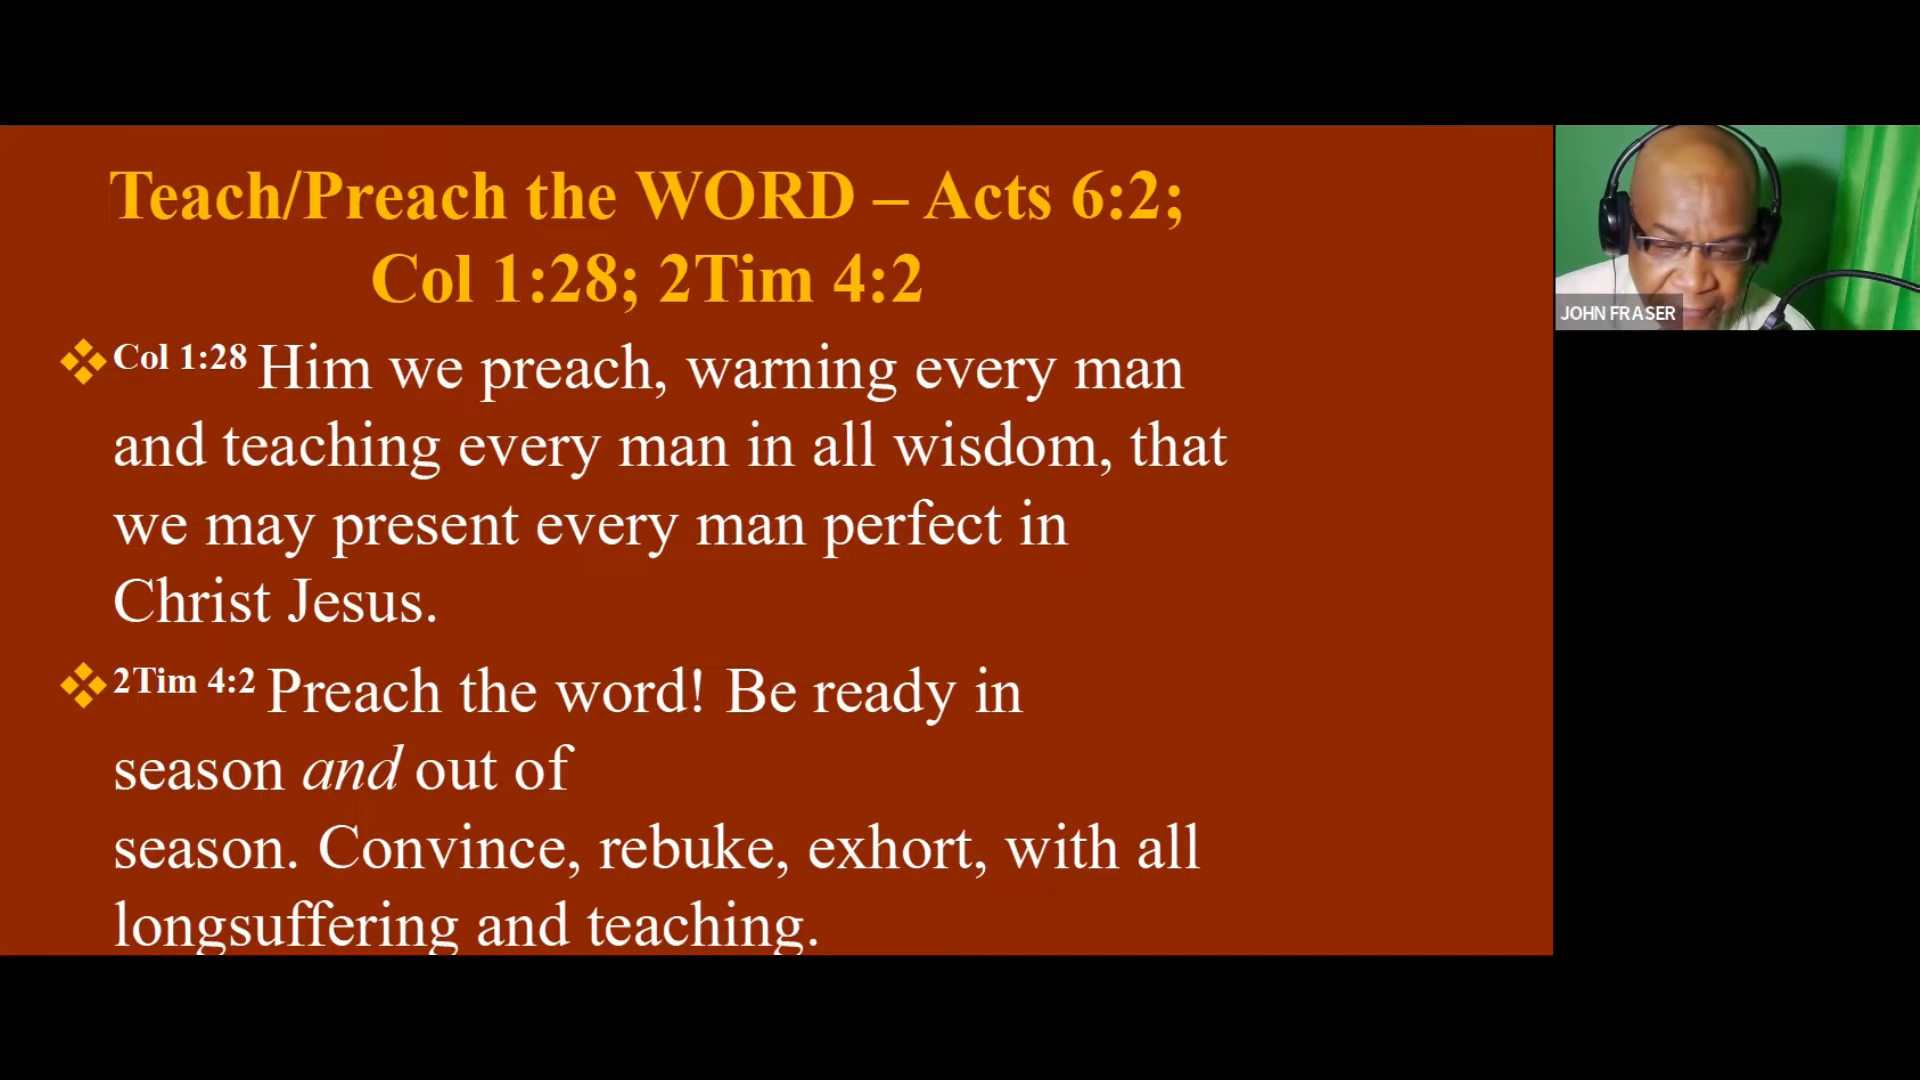 Teach/Preach the WORD – Acts 6:2;
Col 1:28; 2Tim 4:2
Col 1:28 Him we preach, warning every man
and teaching every man in all wisdom, that
we may present every man perfect in
Christ Jesus.
2Tim 4:2 Preach the word! Be ready in
season and out of
season. Convince, rebuke, exhort, with all
longsuffering and teaching.
JOHN FRASER